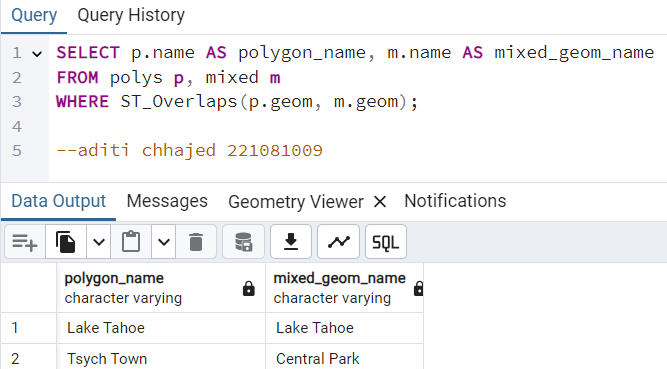 Query Query History
1 SELECT p.name AS polygon_name, m.name AS mixed_geom_name
2 FROM polys p, mixed m
3 WHERE ST_Overlaps(p.geom, m.geom);
4
5 --aditi chhajed 221081009
Data Output Messages Geometry Viewer Notifications
SQL
polygon_name mixed_geom_name
character varying character varying
1 Lake Tahoe Lake Tahoe
2 Tsych Town Central Park